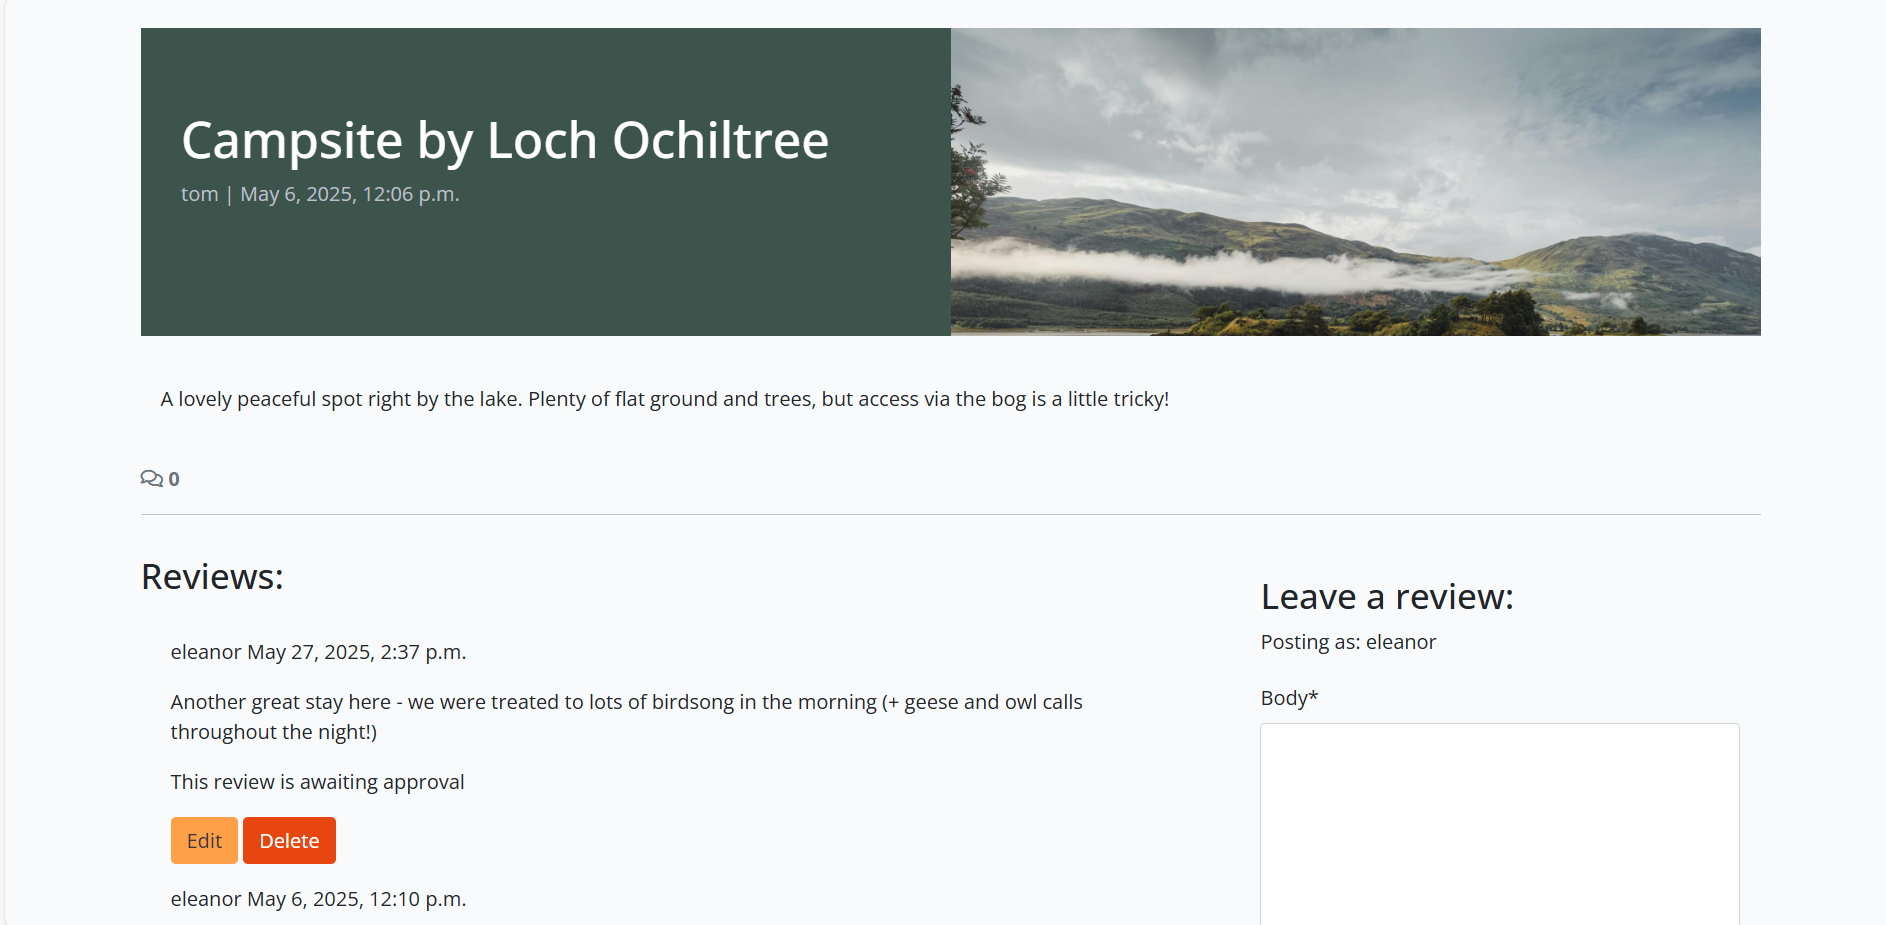 Campsite by Loch Ochiltree
tom | May 6, 2025, 12:06 p.m.
A lovely peaceful spot right by the lake. Plenty of flat ground and trees, but access via the bog is a little tricky!
0
Reviews:
eleanor May 27, 2025, 2:37 p.m.
Another great stay here - we were treated to lots of birdsong in the morning (+ geese and owl calls
throughout the night!)
This review is awaiting approval
Edit Delete
eleanor May 6, 2025, 12:10 p.m.
Leave a review:
Posting as: eleanor
Body*